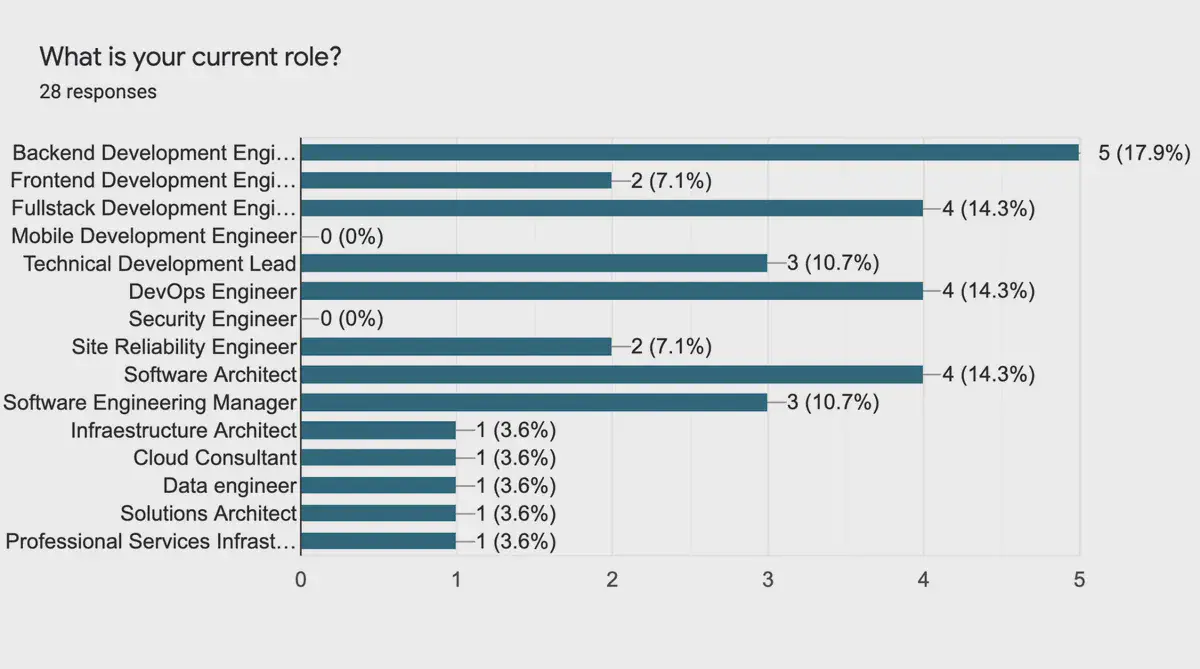 What is your current role?
28 responses
Backend Development Engi… 5 (17.9%)
Frontend Development Engi… 2 (7.1%)
Fullstack Development Engi… 4 (14.3%)
Mobile Development Engineer 0 (0%)
Technical Development Lead 3 (10.7%)
DevOps Engineer 4 (14.3%)
Security Engineer 0 (0%)
Site Reliability Engineer 2 (7.1%)
Software Architect 4 (14.3%)
Software Engineering Manager 3 (10.7%)
Infraestructure Architect 1 (3.6%)
Cloud Consultant 1 (3.6%)
Data engineer 1 (3.6%)
Solutions Architect 1 (3.6%)
Professional Services Infrast… 1 (3.6%)
0 1 2 3 4 5